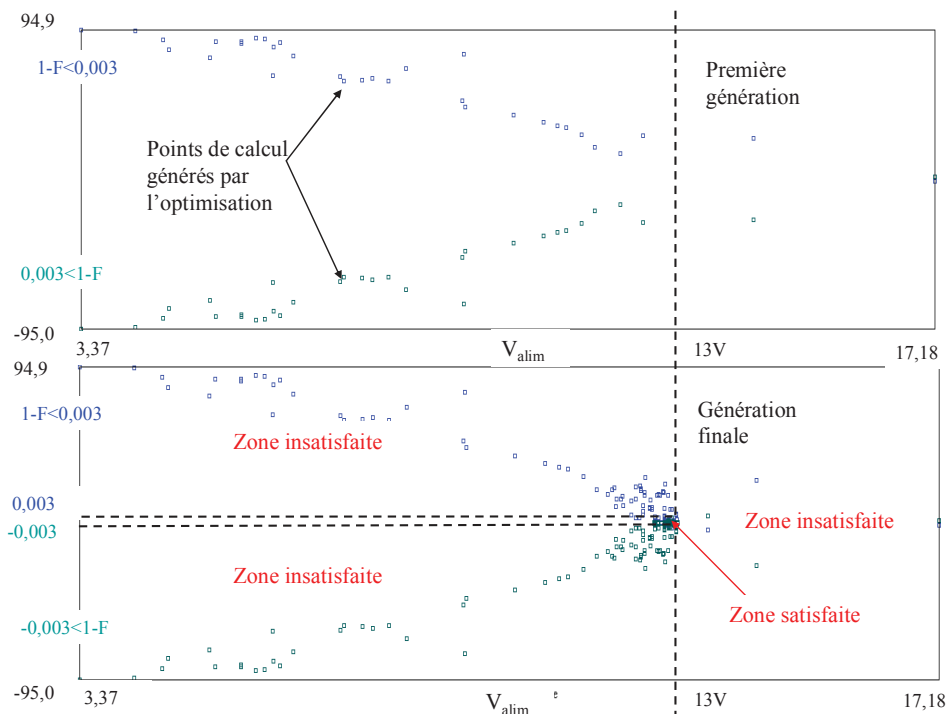 94,9
1-F<0,003
Première
génération
Points de calcul
générés par
l'optimisation
0,003<1-F
-95,0
3,37
Valim
13V
17,18
94,9
1-F<0,003
Génération
finale
Zone insatisfaite
0,003
-0,003
Zone insatisfaite
Zone insatisfaite
Zone satisfaite
-0,003<1-F
-95,0
3,37
Valim
e
13V
17,18